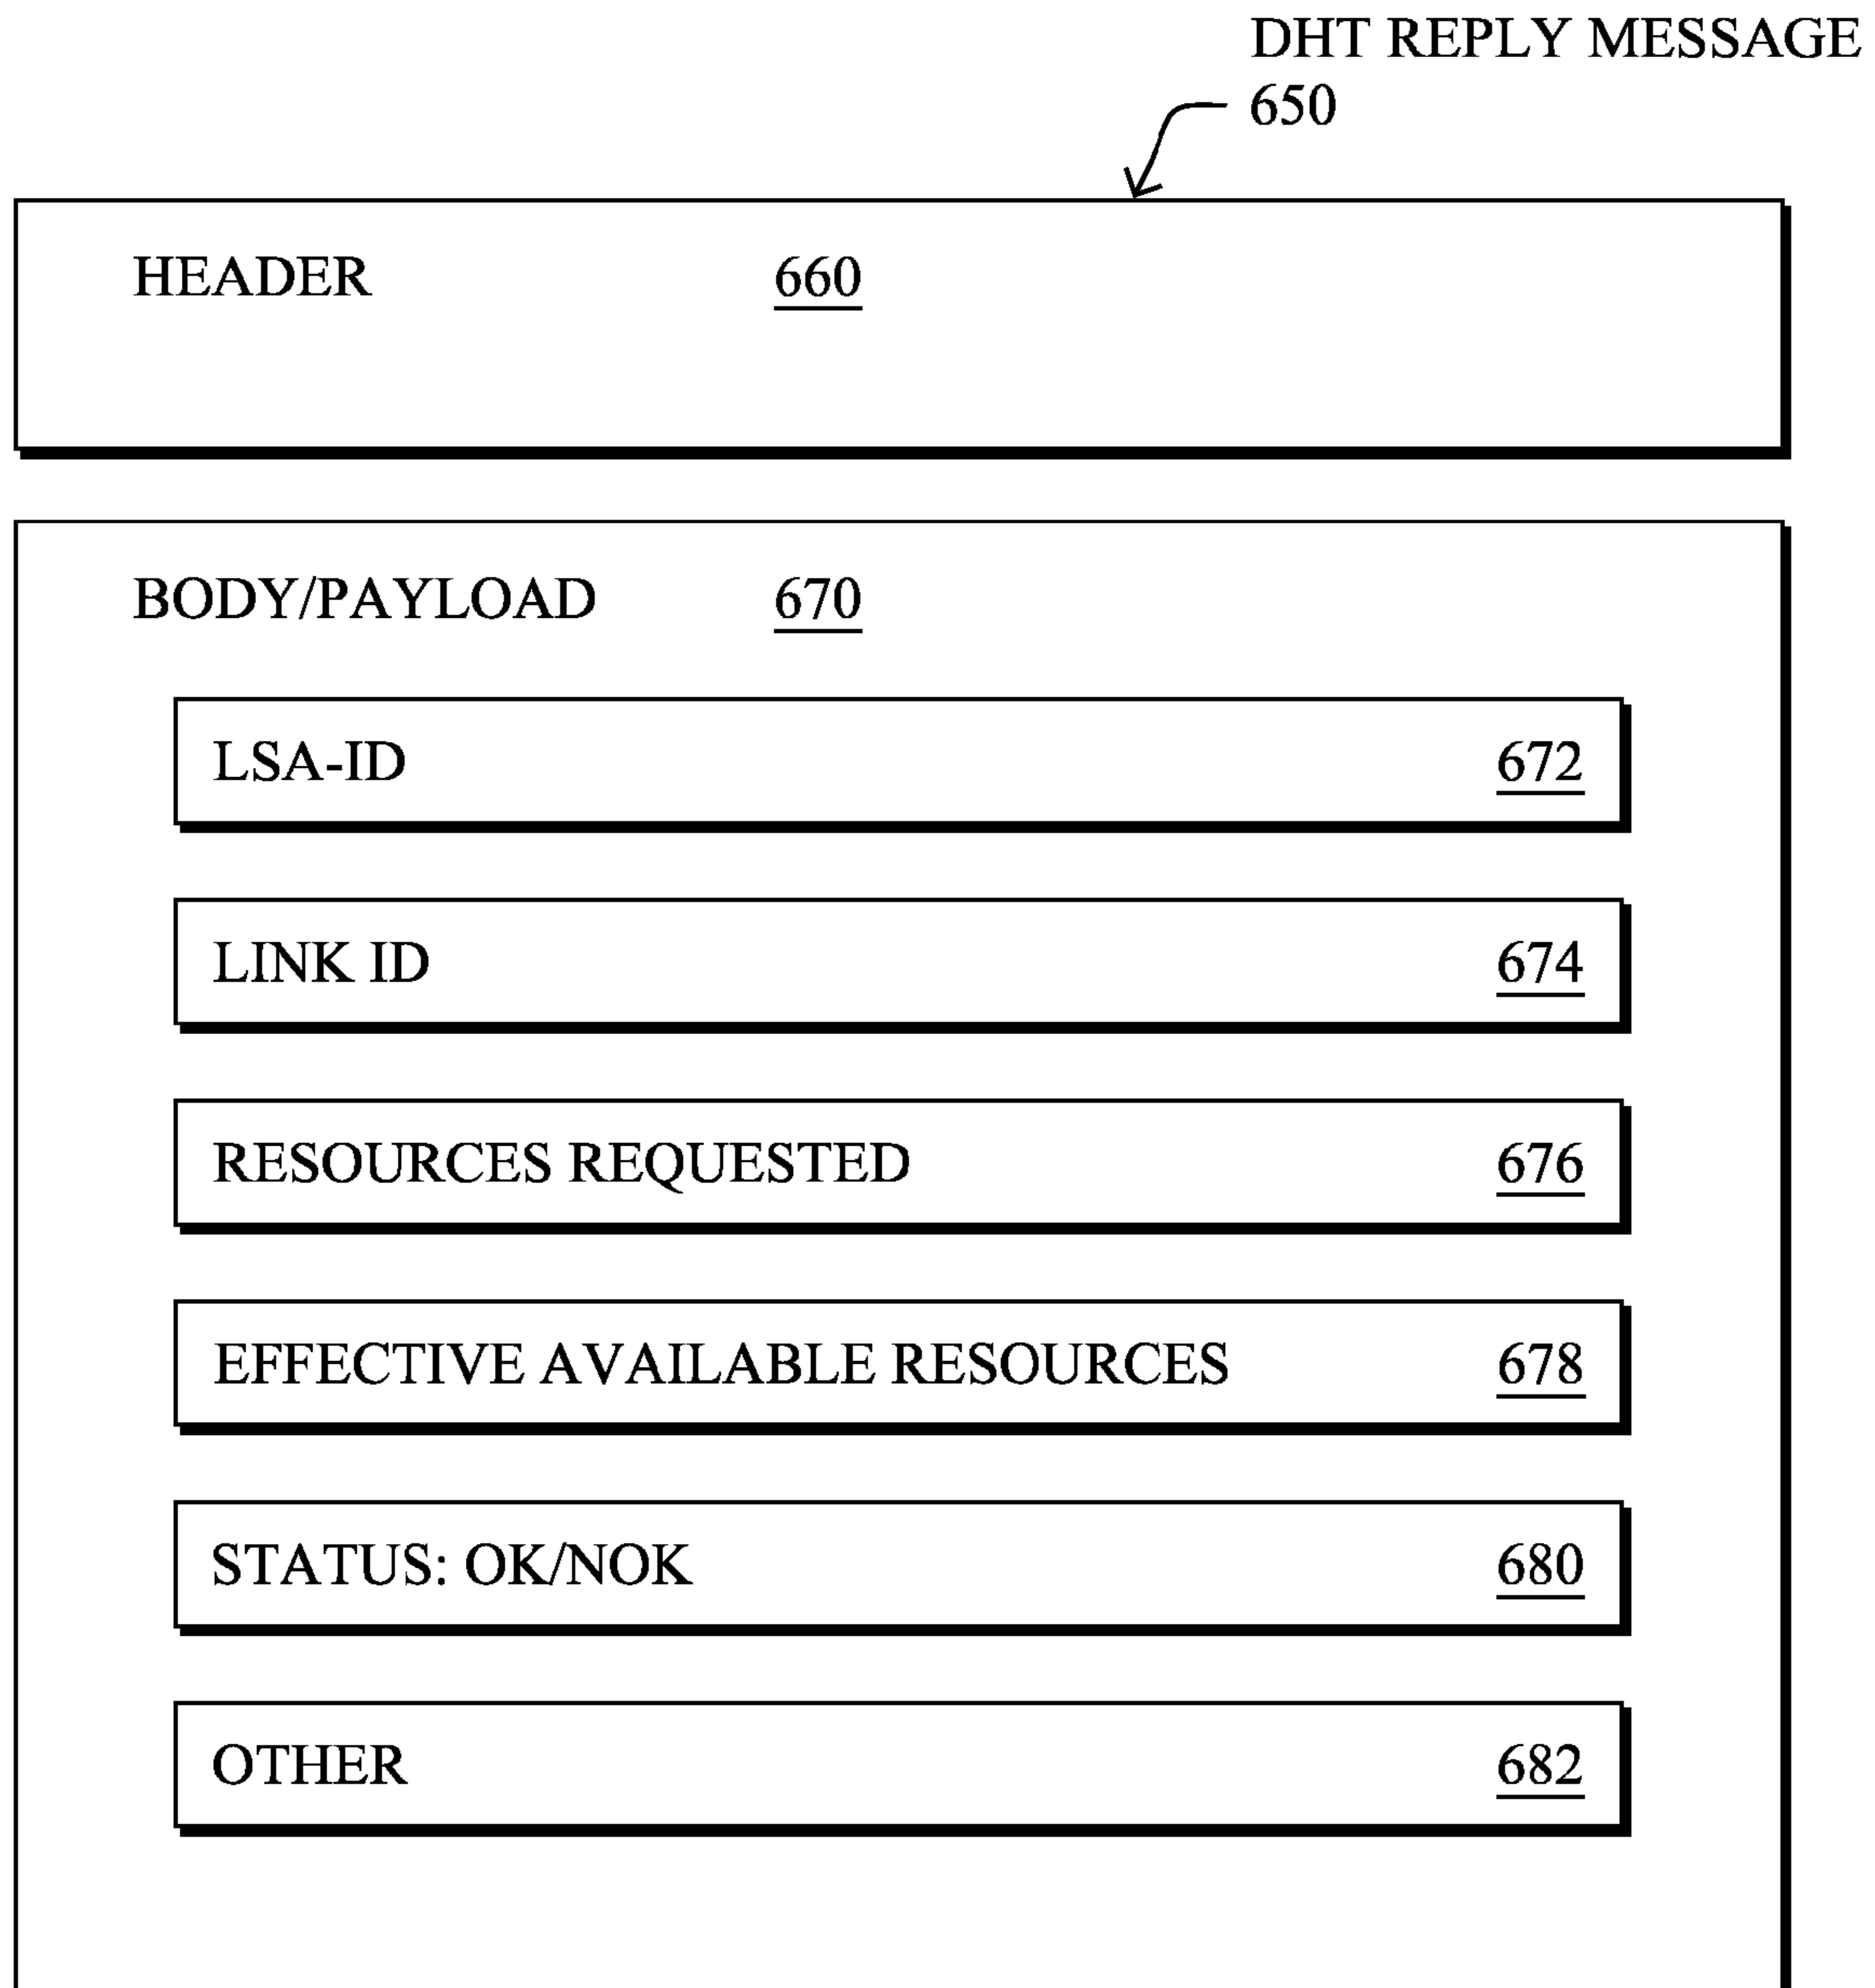 DHT REPLY MESSAGE
650
HEADER 660
BODY/PAYLOAD 670
LSA-ID 672
LINK ID 674
RESOURCES REQUESTED 676
EFFECTIVE AVAILABLE RESOURCES 678
STATUS: OK/NOK 680
OTHER 682